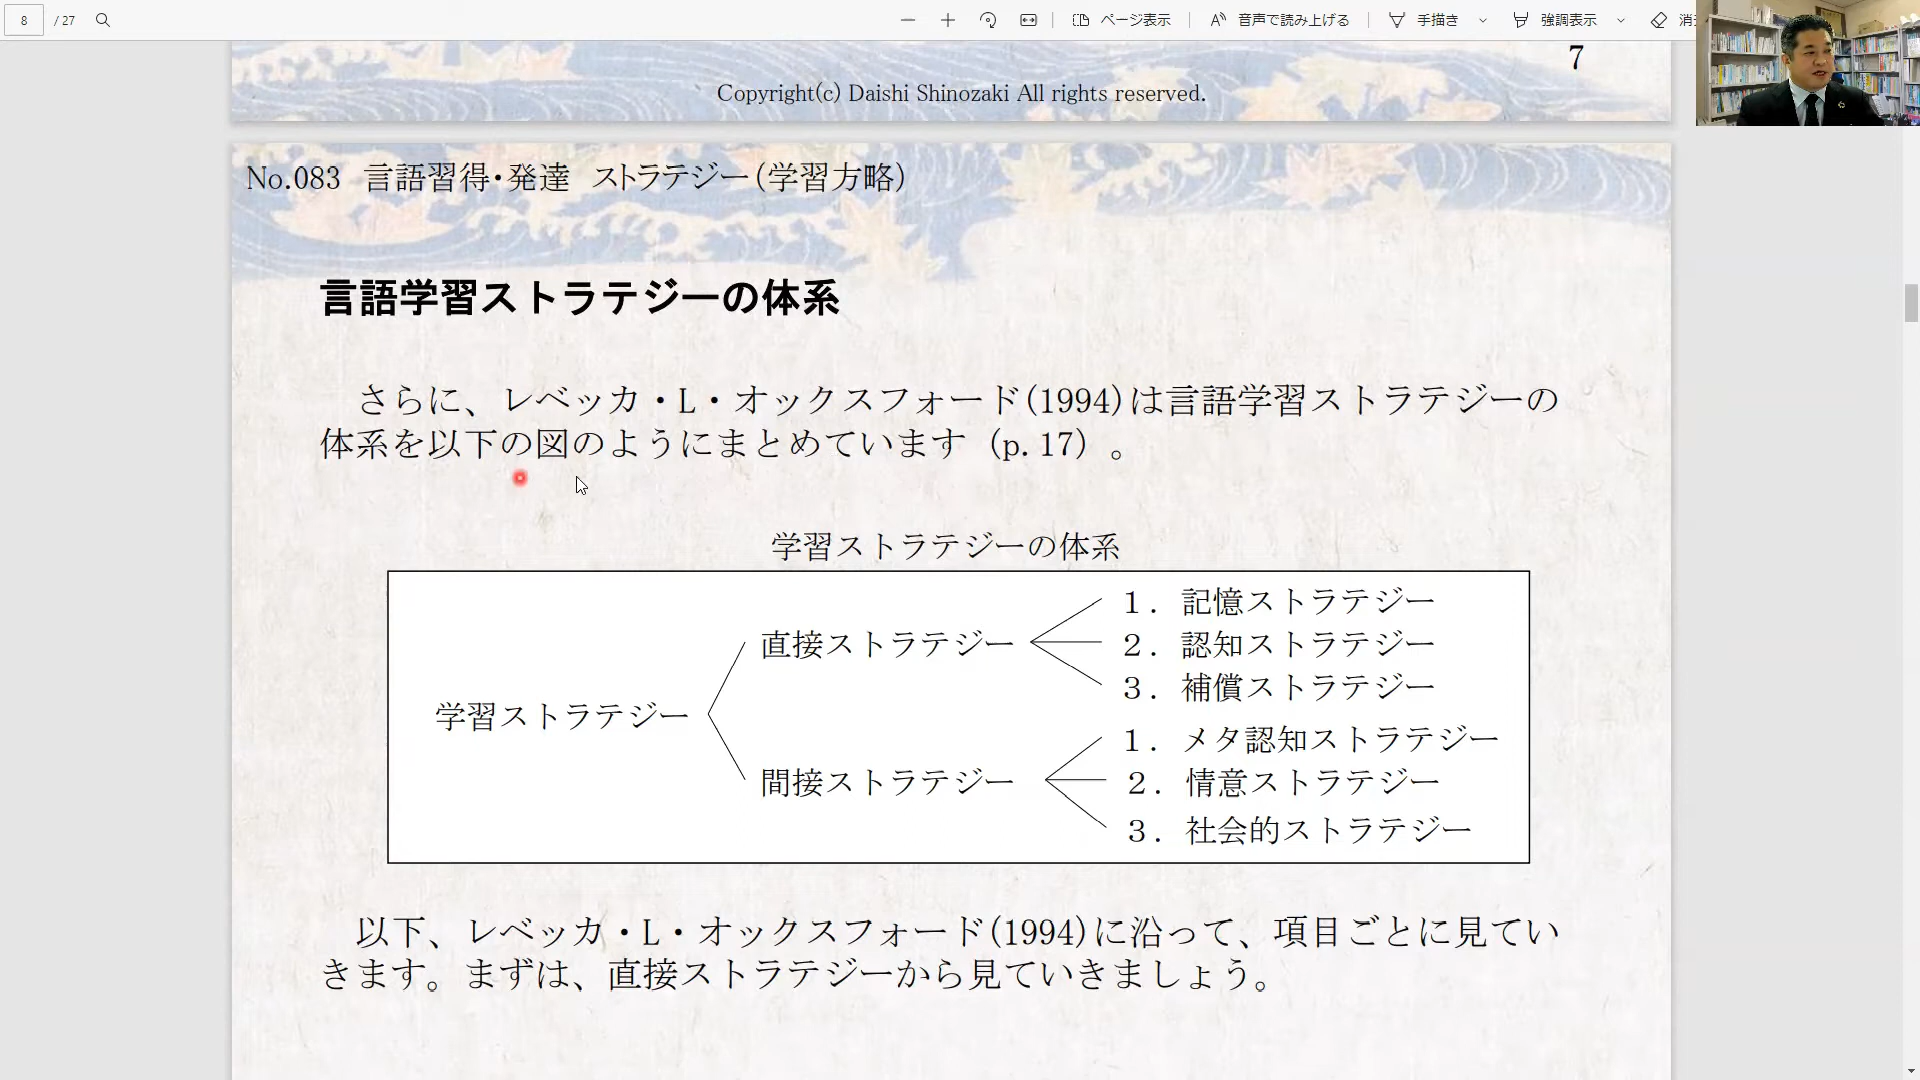 8 / 27 ページ表示 音声で読み上げる 手描き 強調表示
7
Copyright(c) Daishi Shinozaki All rights reserved.
No.083 言語習得・発達 ストラテジー(学習方略)
言語学習ストラテジーの体系
さらに、レベッカ・L・オックスフォード(1994)は言語学習ストラテジーの
体系を以下の図のようにまとめています（p.17）。
学習ストラテジーの体系
学習ストラテジー
直接ストラテジー
１．記憶ストラテジー
２．認知ストラテジー
３．補償ストラテジー
間接ストラテジー
１．メタ認知ストラテジー
２．情意ストラテジー
３．社会的ストラテジー
以下、レベッカ・L・オックスフォード(1994)に沿って、項目ごとに見てい
きます。まずは、直接ストラテジーから見ていきましょう。